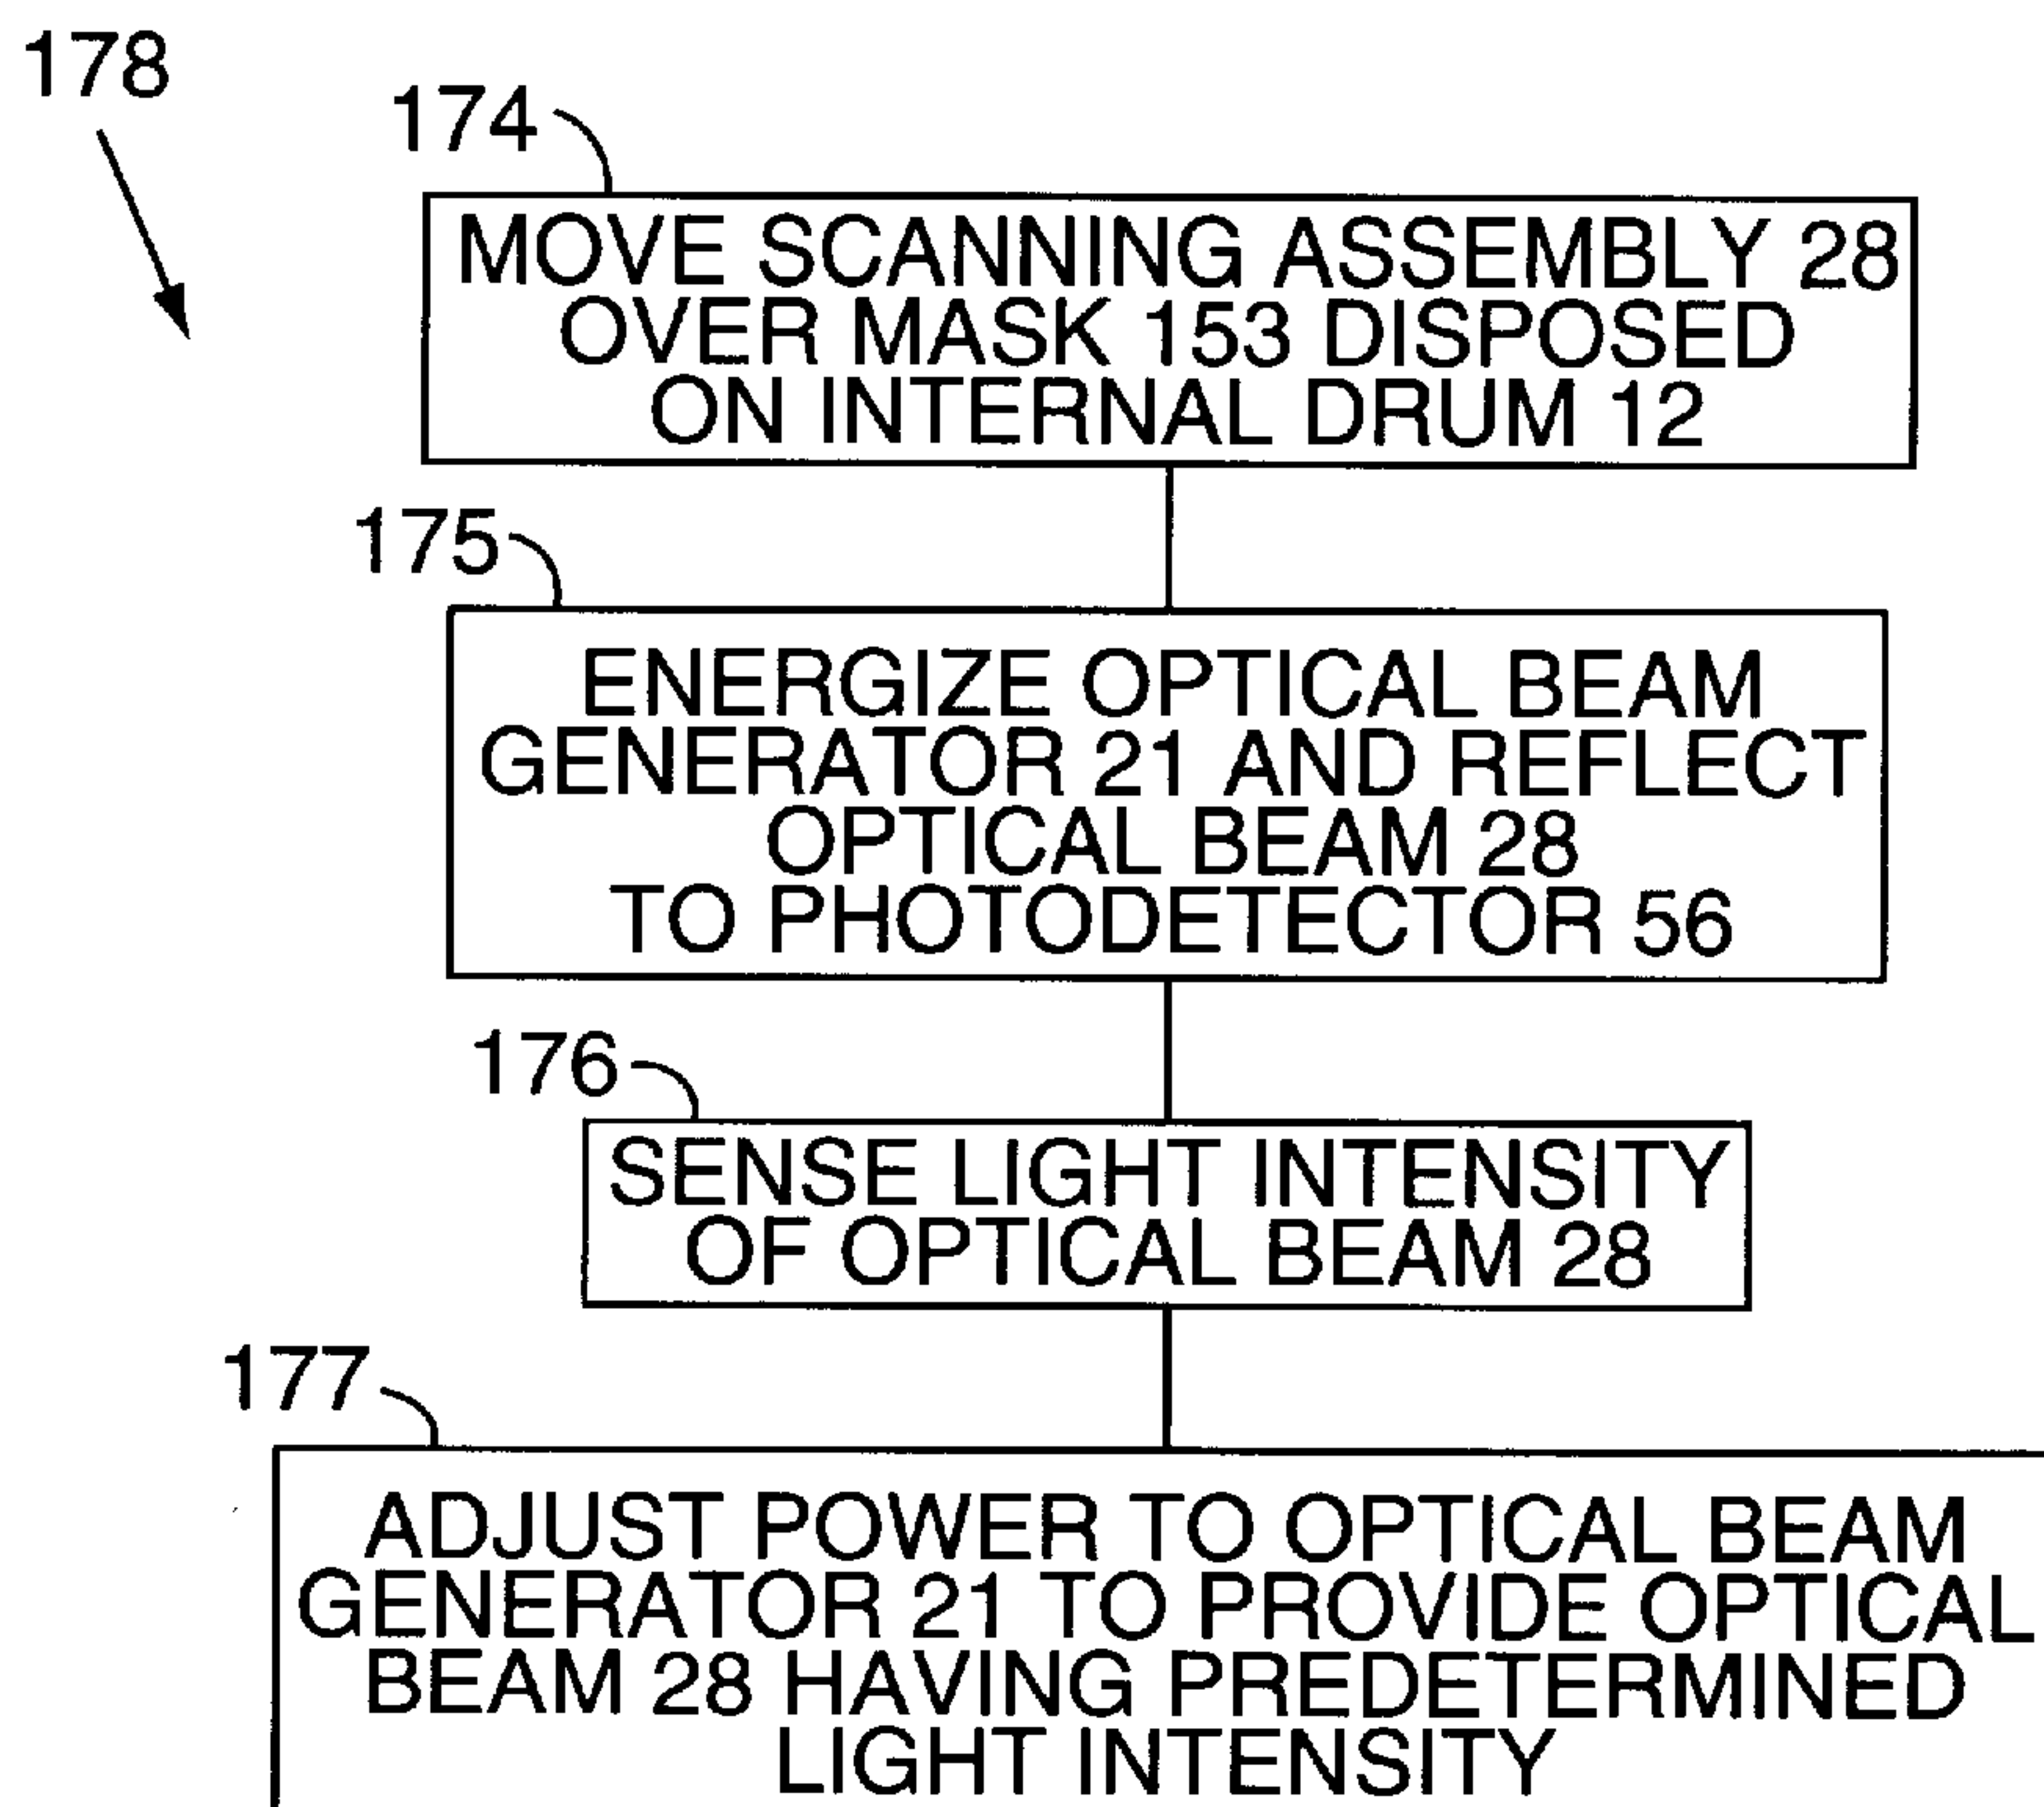 178
174
MOVE SCANNING ASSEMBLY 28
OVER MASK 153 DISPOSED
ON INTERNAL DRUM 12
175
ENERGIZE OPTICAL BEAM
GENERATOR 21 AND REFLECT
OPTICAL BEAM 28
TO PHOTODETECTOR 56
176
SENSE LIGHT INTENSITY
OF OPTICAL BEAM 28
177
ADJUST POWER TO OPTICAL BEAM
GENERATOR 21 TO PROVIDE OPTICAL
BEAM 28 HAVING PREDETERMINED
LIGHT INTENSITY